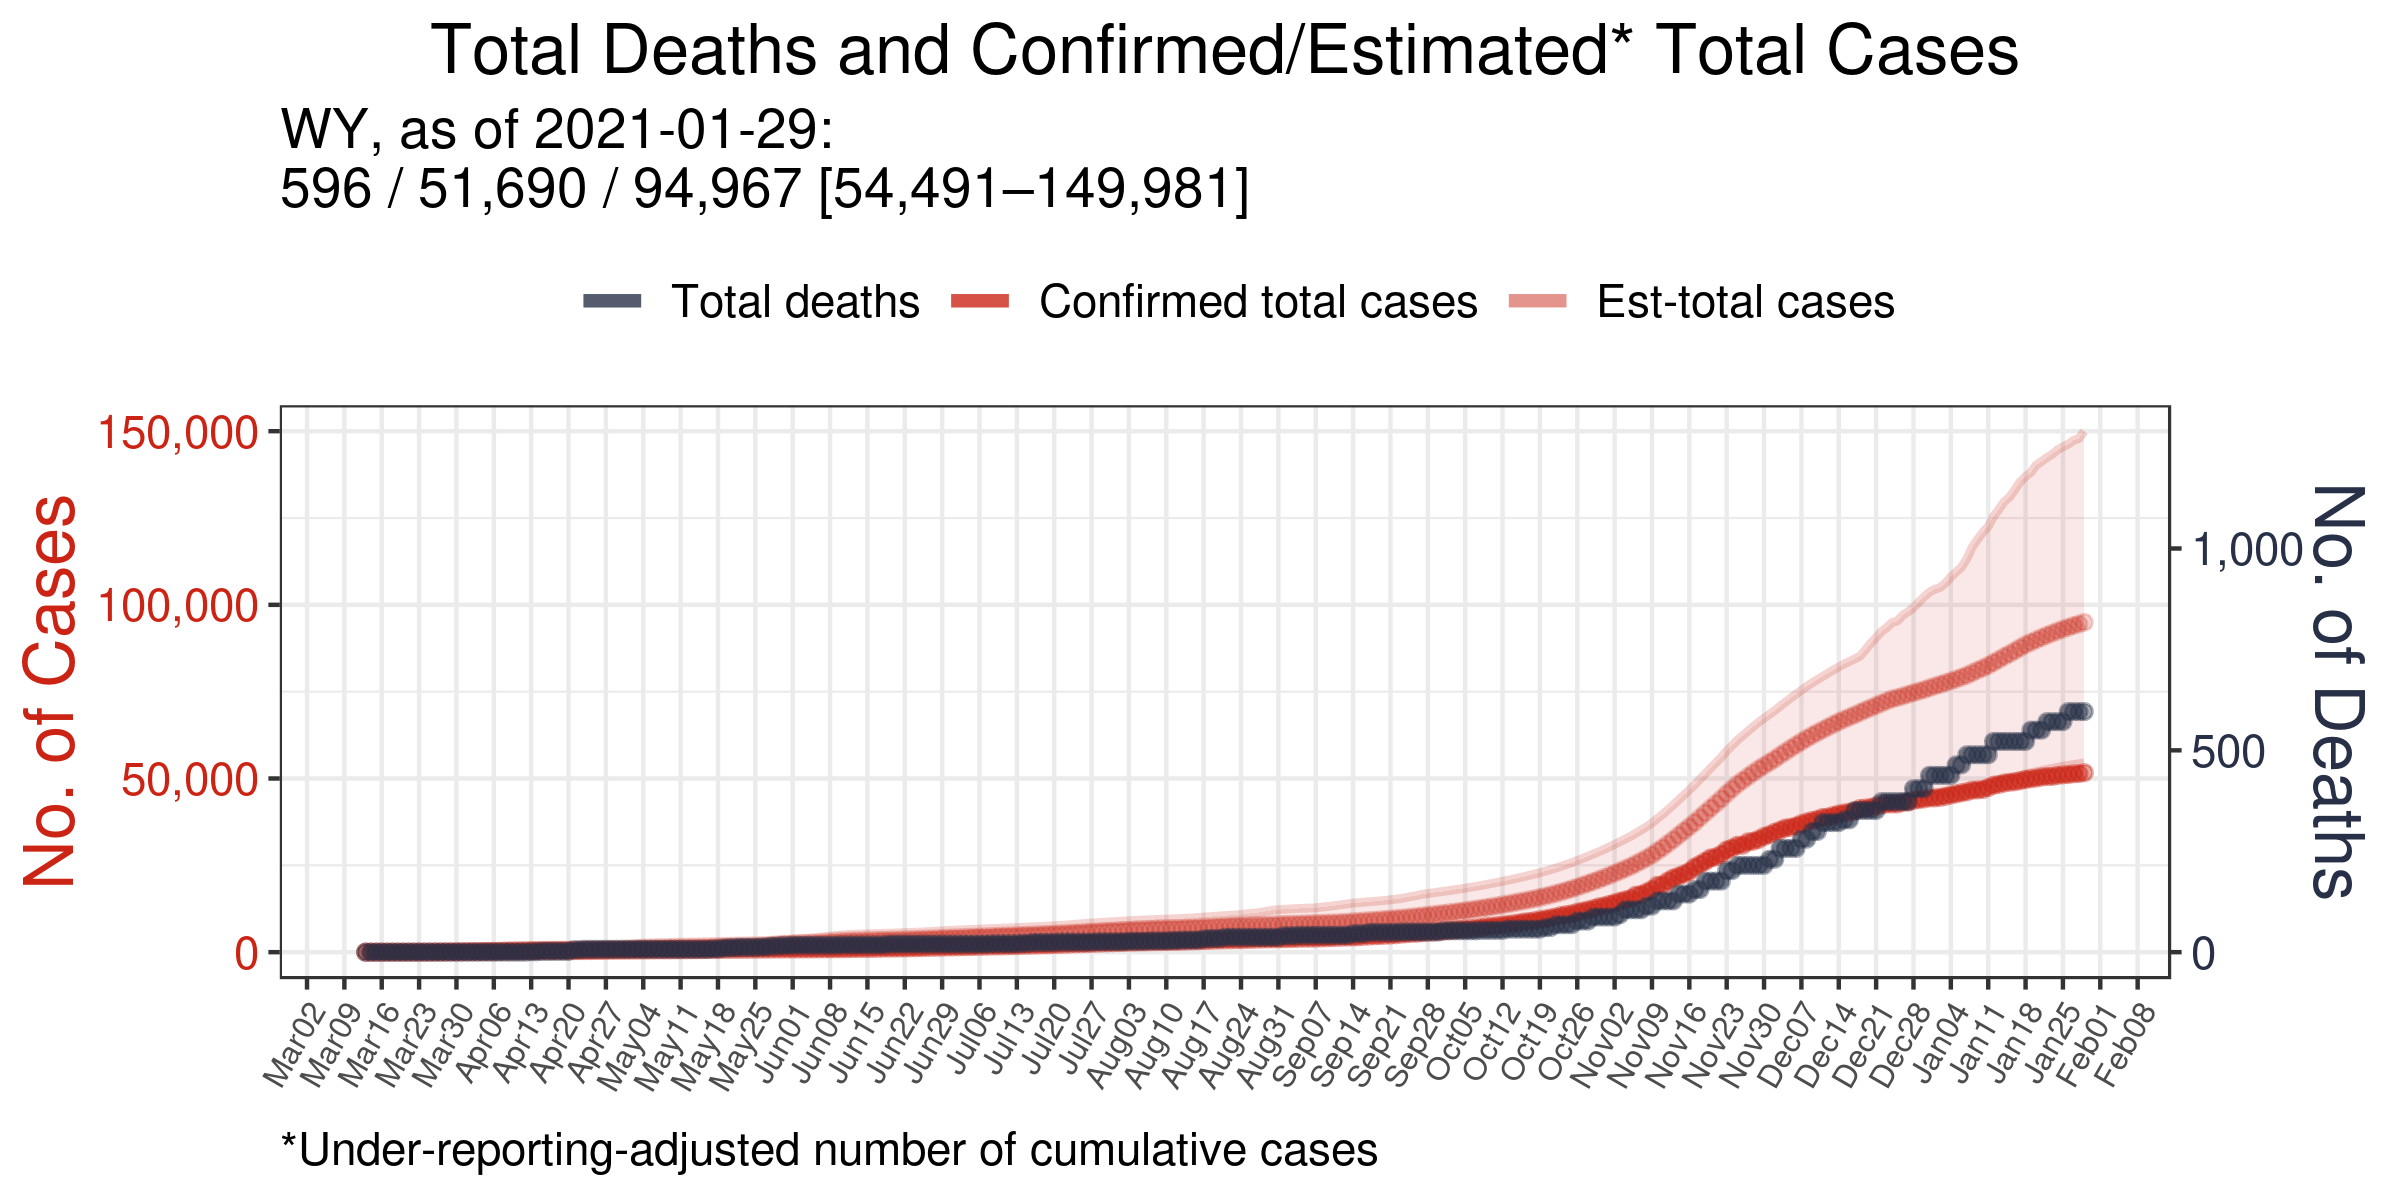 Total Deaths and Confirmed/Estimated* Total Cases
WY, as of 2021-01-29:
596 / 51,690 / 94,967 [54,491–149,981]
Total deaths
Confirmed total cases
Est-total cases
No. of Cases
150,000
100,000
50,000
0
1,000
500
0
No. of Deaths
Mar02
Mar09
Mar16
Mar23
Mar30
Apr06
Apr13
Apr20
Apr27
May04
May11
May18
May25
Jun01
Jun08
Jun15
Jun22
Jun29
Jul06
Jul13
Jul20
Jul27
Aug03
Aug10
Aug17
Aug24
Aug31
Sep07
Sep14
Sep21
Sep28
Oct05
Oct12
Oct19
Oct26
Nov02
Nov09
Nov16
Nov23
Nov30
Dec07
Dec14
Dec21
Dec28
Jan04
Jan11
Jan18
Jan25
Feb01
Feb08
*Under-reporting-adjusted number of cumulative cases